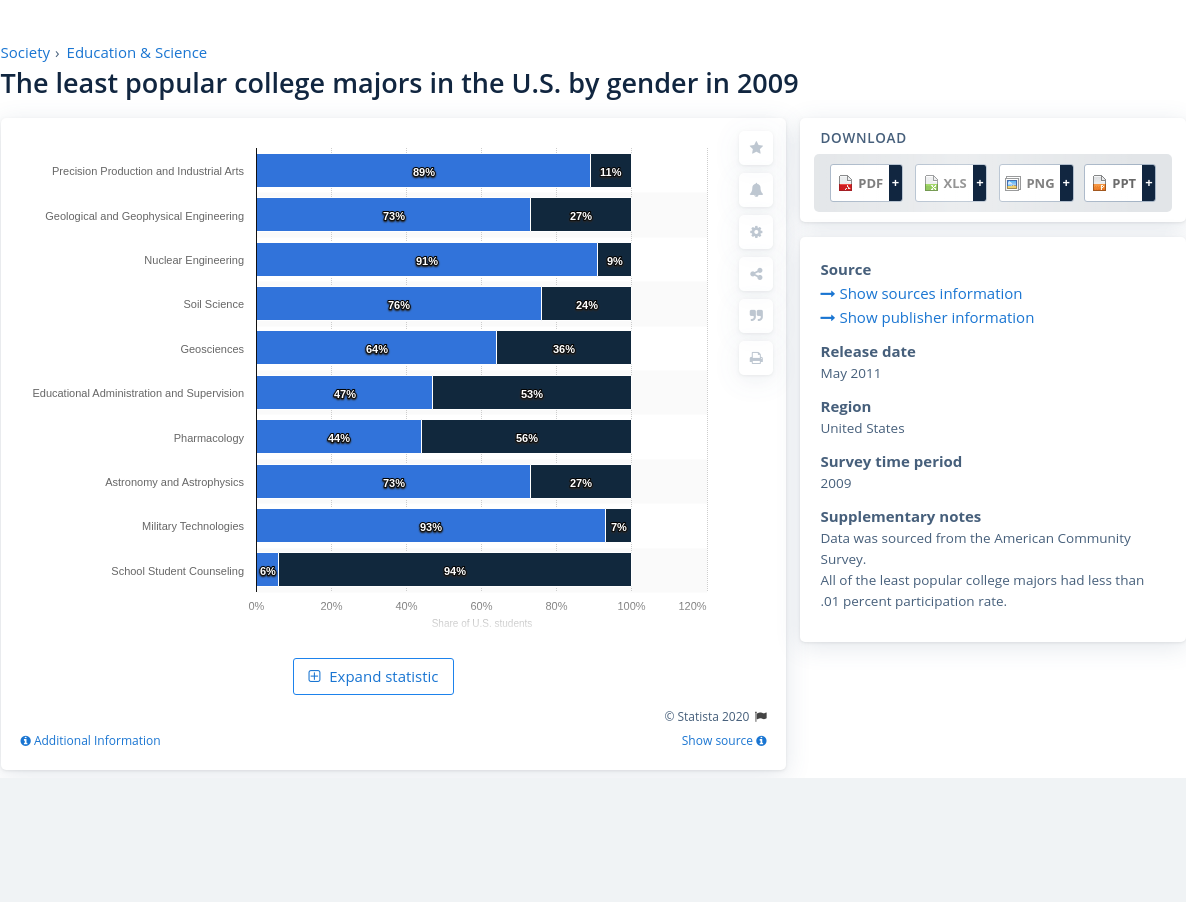 Society › Education & Science
The least popular college majors in the U.S. by gender in 2009
Precision Production and Industrial Arts 89% 11%
Geological and Geophysical Engineering 73% 27%
Nuclear Engineering 91% 9%
Soil Science 76% 24%
Geosciences 64% 36%
Educational Administration and Supervision 47% 53%
Pharmacology 44% 56%
Astronomy and Astrophysics 73% 27%
Military Technologies 93% 7%
School Student Counseling 6% 94%
0% 20% 40% 60% 80% 100% 120%
Share of U.S. students
Expand statistic
© Statista 2020
Additional Information
Show source
DOWNLOAD
PDF + XLS + PNG + PPT +
Source
Show sources information
Show publisher information
Release date
May 2011
Region
United States
Survey time period
2009
Supplementary notes
Data was sourced from the American Community
Survey.
All of the least popular college majors had less than
.01 percent participation rate.